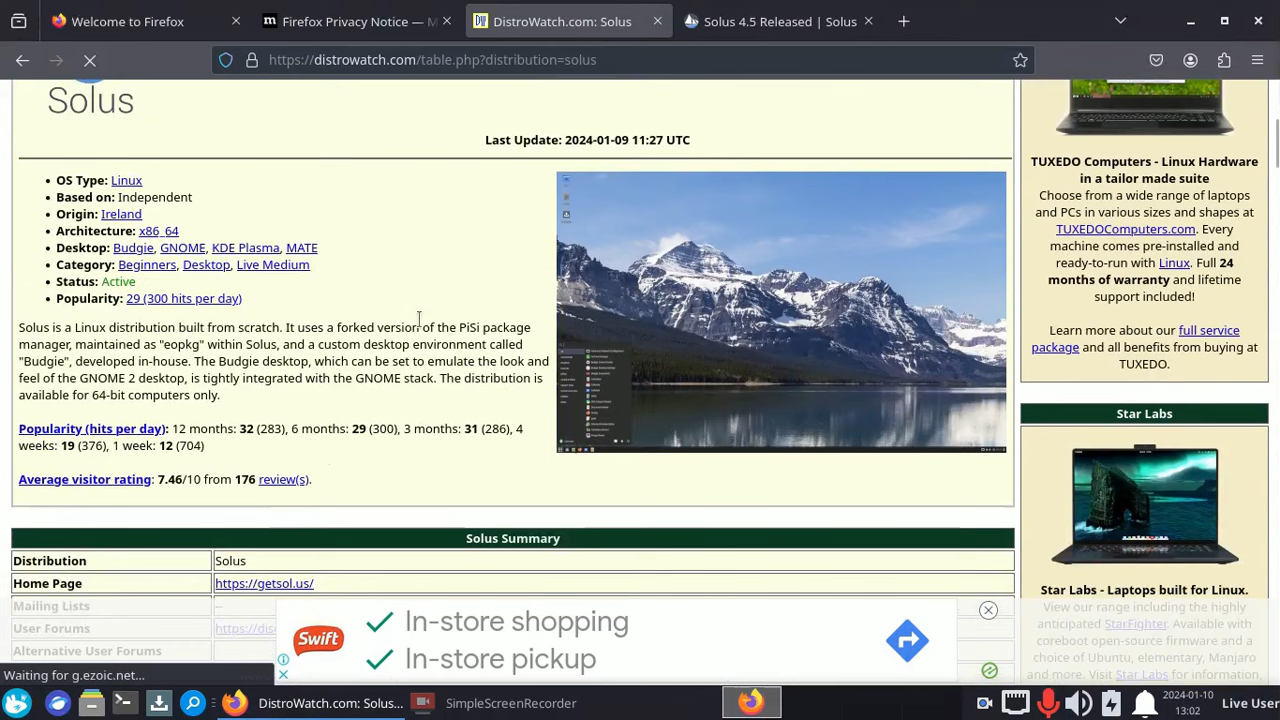 Welcome to Firefox
Firefox Privacy Notice — M
DistroWatch.com: Solus
Solus 4.5 Released | Solus
https://distrowatch.com/table.php?distribution=solus
Solus
Last Update: 2024-01-09 11:27 UTC
• OS Type: Linux
• Based on: Independent
• Origin: Ireland
• Architecture: x86_64
• Desktop: Budgie, GNOME, KDE Plasma, MATE
• Category: Beginners, Desktop, Live Medium
• Status: Active
• Popularity: 29 (300 hits per day)
Solus is a Linux distribution built from scratch. It uses a forked version of the PiSi package
manager, maintained as "eopkg" within Solus, and a custom desktop environment called
"Budgie", developed in-house. The Budgie desktop, which can be set to emulate the look and
feel of the GNOME 2 desktop, is tightly integrated with the GNOME stack. The distribution is
available for 64-bit computers only.
Popularity (hits per day): 12 months: 32 (283), 6 months: 29 (300), 3 months: 31 (286), 4
weeks: 19 (376), 1 week: 12 (704)
Average visitor rating: 7.46/10 from 176 review(s).
Solus Summary
Distribution Solus
Home Page https://getsol.us/
Mailing Lists --
User Forums https://dis
Alternative User Forums
TUXEDO Computers - Linux Hardware
in a tailor made suite
Choose from a wide range of laptops
and PCs in various sizes and shapes at
TUXEDOComputers.com. Every
machine comes pre-installed and
ready-to-run with Linux. Full 24
months of warranty and lifetime
support included!
Learn more about our full service
package and all benefits from buying at
TUXEDO.
Star Labs
Star Labs - Laptops built for Linux.
View our range including the highly
anticipated StarFighter. Available with
coreboot open-source firmware and a
choice of Ubuntu, elementary, Manjaro
and more. Visit Star Labs for information,
Swift
In-store shopping
In-store pickup
Waiting for g.ezoic.net...
DistroWatch.com: Solus...
SimpleScreenRecorder
2024-01-10
13:02
Live User